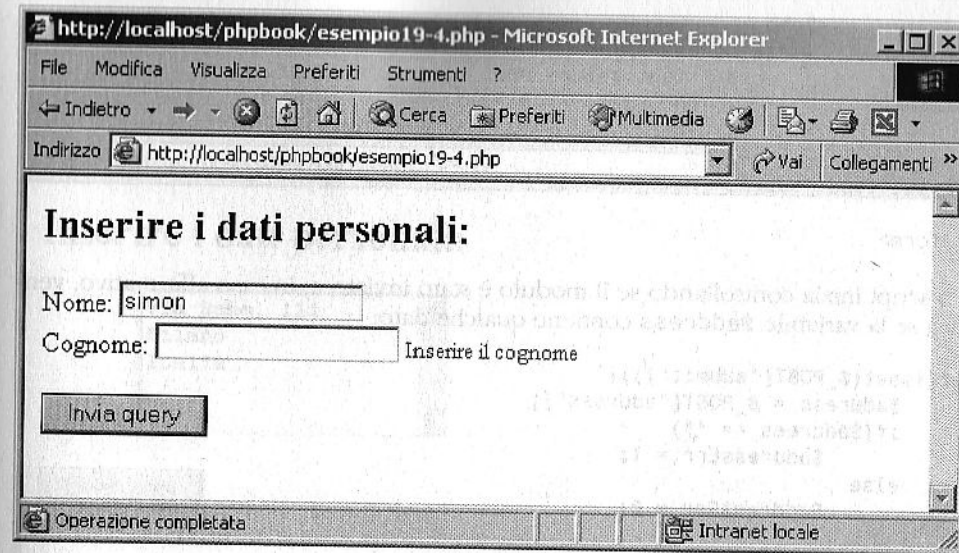 http://localhost/phpbook/esempio19-4.php - Microsoft Internet Explorer
File Modifica Visualizza Preferiti Strumenti ?
Indietro Cerca Preferiti Multimedia
Indirizzo http://localhost/phpbook/esempio19-4.php Vai Collegamenti »
Inserire i dati personali:
Nome: simon
Cognome: Inserire il cognome
Invia query
Operazione completata Intranet locale